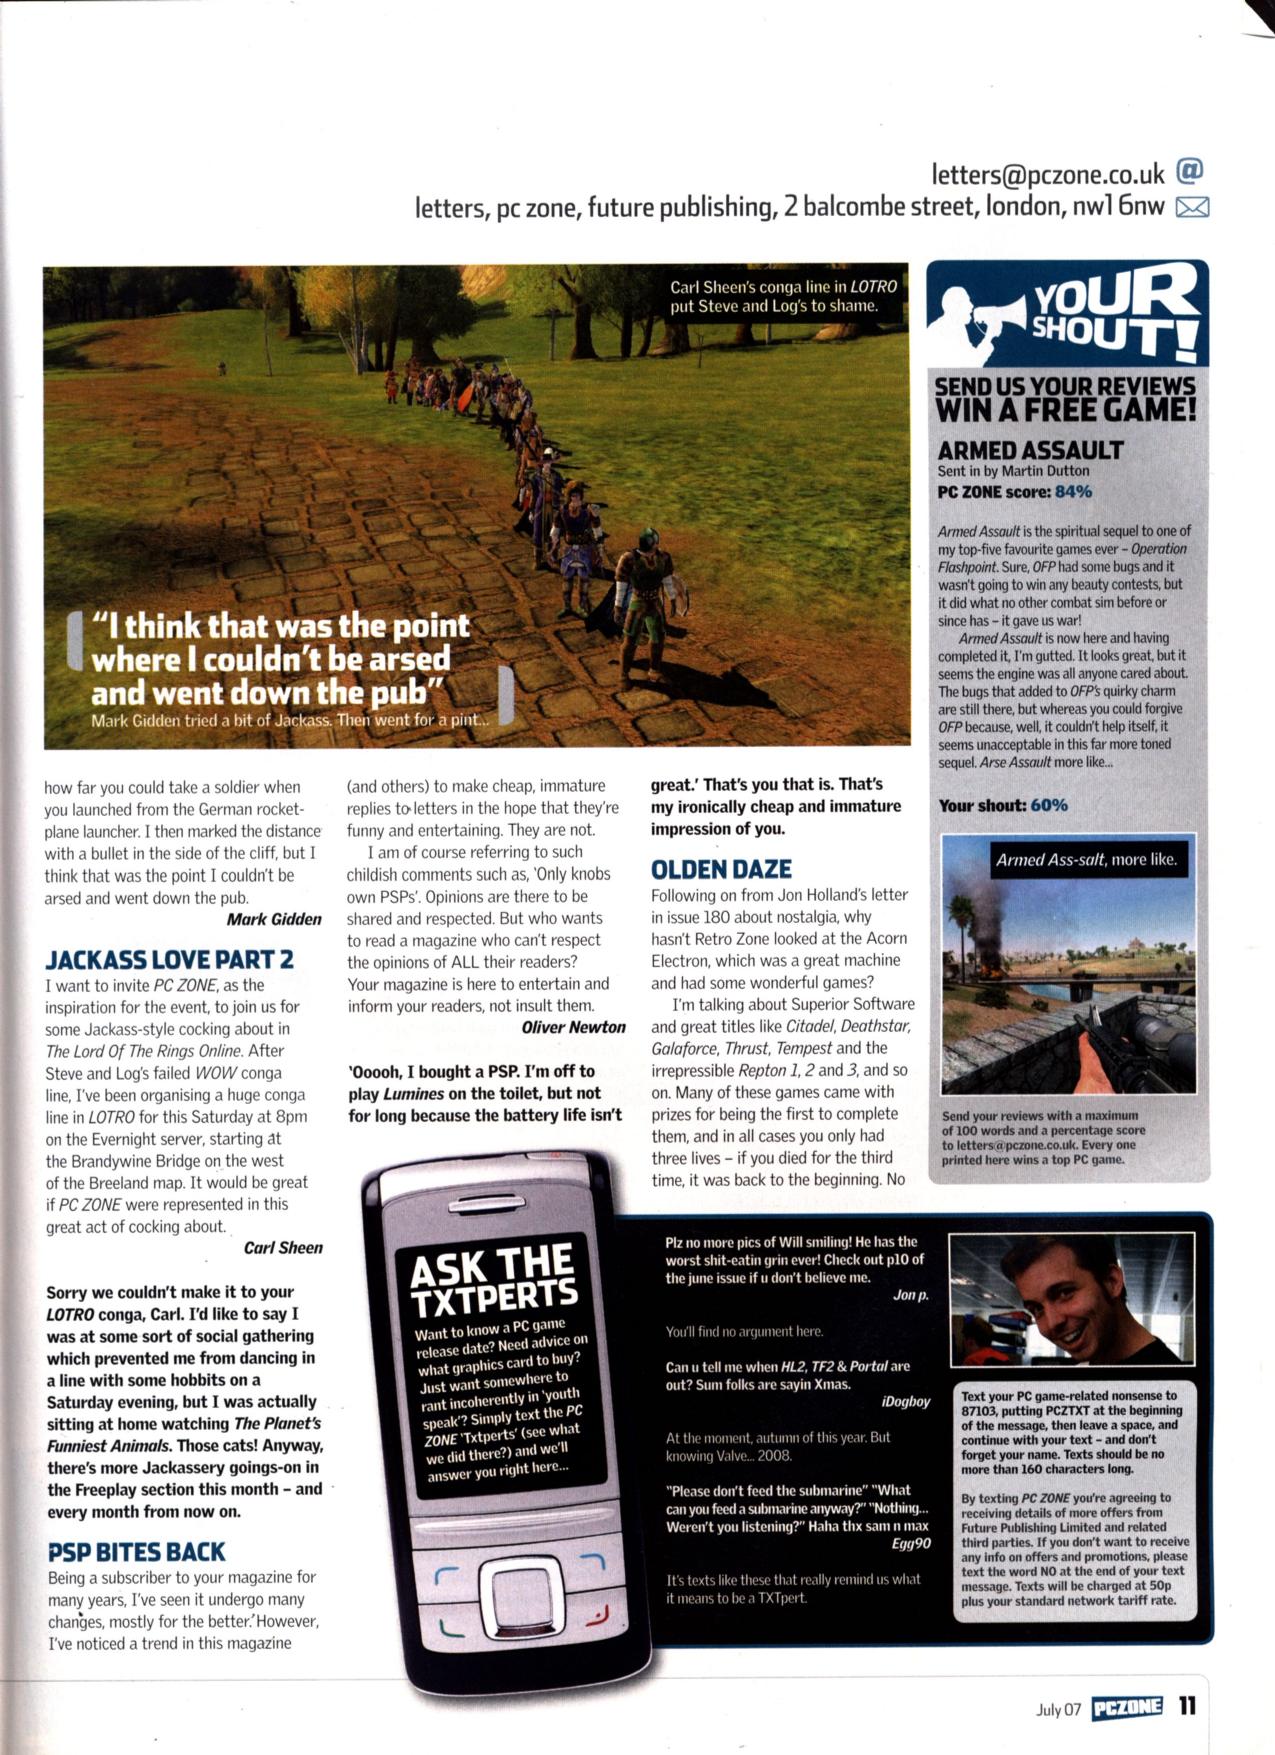 letters@pczone.co.uk
letters, pc zone, future publishing, 2 balcombe street, london, nw1 6nw
Carl Sheen's conga line in LOTRO
put Steve and Log's to shame.
“I think that was the point
where I couldn't be arsed
and went down the pub”
Mark Gidden tried a bit of Jackass. Then went for a pint...
how far you could take a soldier when
you launched from the German rocket-
plane launcher. I then marked the distance
with a bullet in the side of the cliff, but I
think that was the point I couldn't be
arsed and went down the pub.
Mark Gidden
JACKASS LOVE PART 2
I want to invite PC ZONE, as the
inspiration for the event, to join us for
some Jackass-style cocking about in
The Lord Of The Rings Online. After
Steve and Log's failed WOW conga
line, I've been organising a huge conga
line in LOTRO for this Saturday at 8pm
on the Evernight server, starting at
the Brandywine Bridge on the west
of the Breeland map. It would be great
if PC ZONE were represented in this
great act of cocking about.
Carl Sheen
Sorry we couldn't make it to your
LOTRO conga, Carl. I'd like to say I
was at some sort of social gathering
which prevented me from dancing in
a line with some hobbits on a
Saturday evening, but I was actually
sitting at home watching The Planet's
Funniest Animals. Those cats! Anyway,
there's more Jackassery goings-on in
the Freeplay section this month – and
every month from now on.
PSP BITES BACK
Being a subscriber to your magazine for
many years, I've seen it undergo many
changes, mostly for the better. However,
I've noticed a trend in this magazine
(and others) to make cheap, immature
replies to letters in the hope that they're
funny and entertaining. They are not.
I am of course referring to such
childish comments such as, 'Only knobs
own PSPs'. Opinions are there to be
shared and respected. But who wants
to read a magazine who can't respect
the opinions of ALL their readers?
Your magazine is here to entertain and
inform your readers, not insult them.
Oliver Newton
'Ooooh, I bought a PSP. I'm off to
play Lumines on the toilet, but not
for long because the battery life isn't
great.' That's you that is. That's
my ironically cheap and immature
impression of you.
OLDEN DAZE
Following on from Jon Holland's letter
in issue 180 about nostalgia, why
hasn't Retro Zone looked at the Acorn
Electron, which was a great machine
and had some wonderful games?
I'm talking about Superior Software
and great titles like Citadel, Deathstar,
Galaforce, Thrust, Tempest and the
irrepressible Repton 1, 2 and 3, and so
on. Many of these games came with
prizes for being the first to complete
them, and in all cases you only had
three lives – if you died for the third
time, it was back to the beginning. No
YOUR
SHOUT!
SEND US YOUR REVIEWS
WIN A FREE GAME!
ARMED ASSAULT
Sent in by Martin Dutton
PC ZONE score: 84%
Armed Assault is the spiritual sequel to one of
my top-five favourite games ever – Operation
Flashpoint. Sure, OFP had some bugs and it
wasn't going to win any beauty contests, but
it did what no other combat sim before or
since has – it gave us war!
Armed Assault is now here and having
completed it, I'm gutted. It looks great, but it
seems the engine was all anyone cared about.
The bugs that added to OFP's quirky charm
are still there, but whereas you could forgive
OFP because, well, it couldn't help itself, it
seems unacceptable in this far more toned
sequel. Arse Assault more like...
Your shout: 60%
Armed Ass-salt, more like.
Send your reviews with a maximum
of 100 words and a percentage score
to letters@pczone.co.uk. Every one
printed here wins a top PC game.
ASK THE
TXTPERTS
Want to know a PC game
release date? Need advice on
what graphics card to buy?
Just want somewhere to
rant incoherently in 'youth
speak'? Simply text the PC
ZONE 'Txtperts' (see what
we did there?) and we'll
answer you right here...
Plz no more pics of Will smiling! He has the
worst shit-eatin grin ever! Check out p10 of
the june issue if u don't believe me.
Jon p.
You'll find no argument here.
Can u tell me when HL2, TF2 & Portal are
out? Sum folks are sayin Xmas.
iDogboy
At the moment, autumn of this year. But
knowing Valve... 2008.
“Please don't feed the submarine” “What
can you feed a submarine anyway?” “Nothing...
Weren't you listening?” Haha thx sam n max
Egg90
It's texts like these that really remind us what
it means to be a TXTpert.
Text your PC game-related nonsense to
87103, putting PCZTXT at the beginning
of the message, then leave a space, and
continue with your text – and don't
forget your name. Texts should be no
more than 160 characters long.
By texting PC ZONE you're agreeing to
receiving details of more offers from
Future Publishing Limited and related
third parties. If you don't want to receive
any info on offers and promotions, please
text the word NO at the end of your text
message. Texts will be charged at 50p
plus your standard network tariff rate.
July 07 PCZONE 11